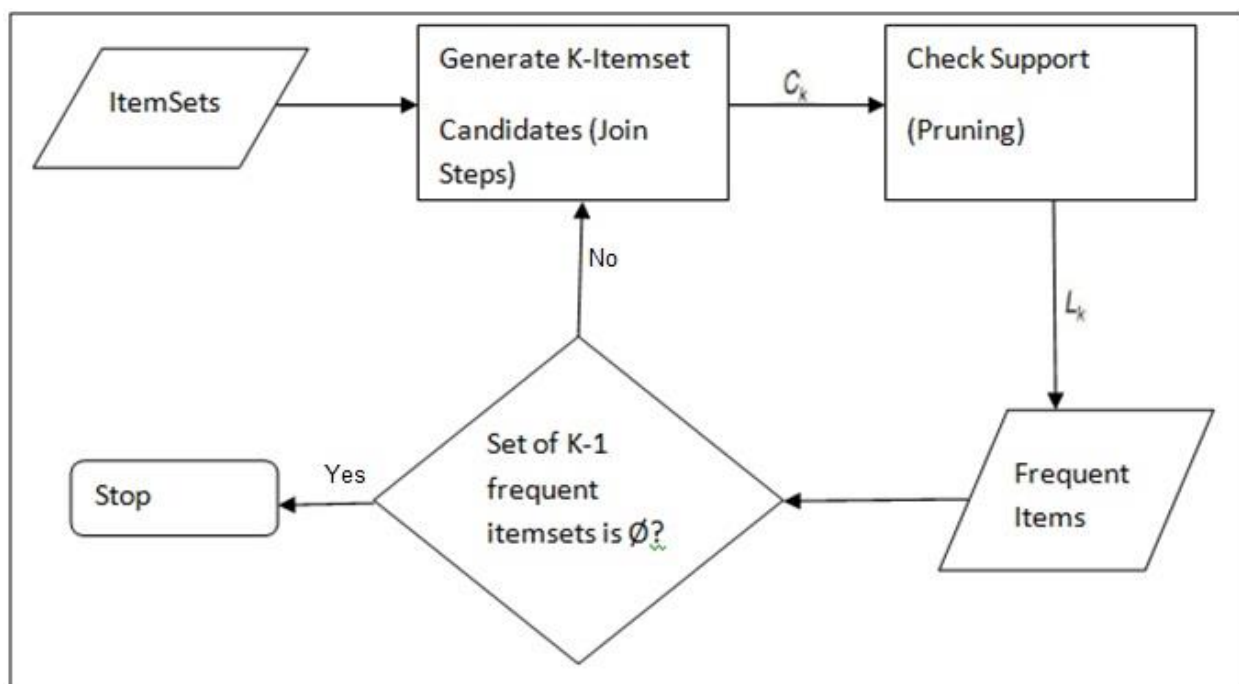 ItemSets
Generate K-Itemset
Candidates (Join
Steps)
Cₖ
Check Support
(Pruning)
No
Lₖ
Set of K-1
frequent
itemsets is Ø?
Yes
Stop
Frequent
Items